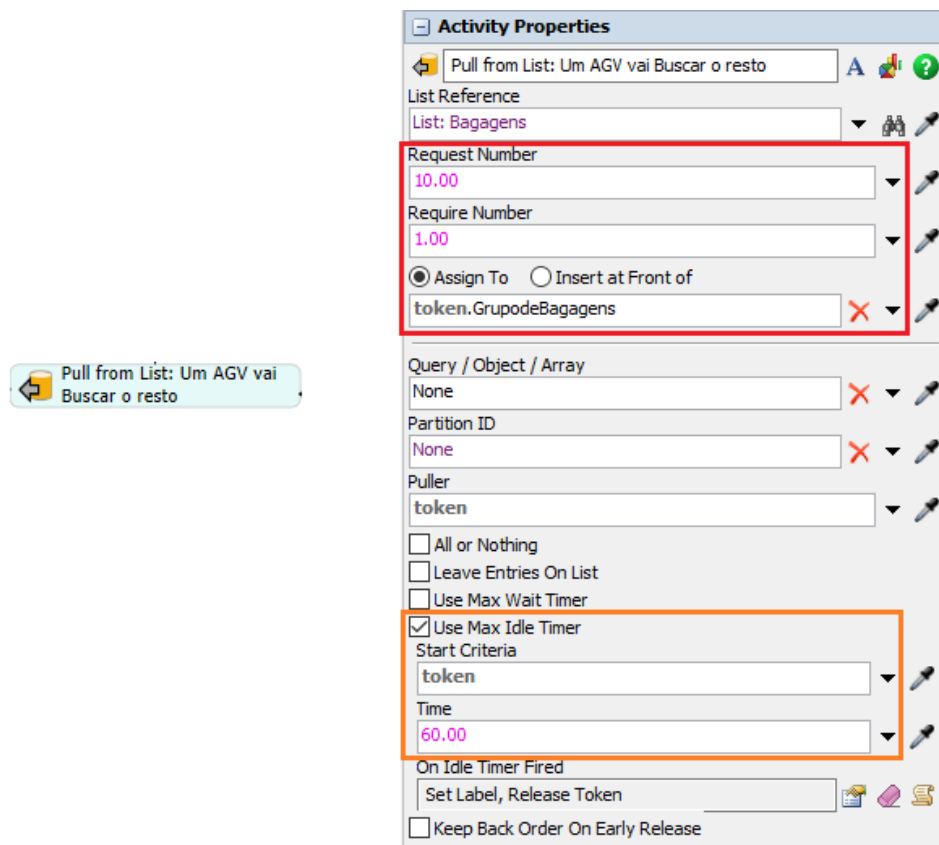 Pull from List: Um AGV vai
Buscar o resto
Activity Properties
Pull from List: Um AGV vai Buscar o resto
A
?
List Reference
List: Bagagens
Request Number
10.00
Require Number
1.00
Assign To Insert at Front of
token.GrupodeBagagens
Query / Object / Array
None
Partition ID
None
Puller
token
All or Nothing
Leave Entries On List
Use Max Wait Timer
Use Max Idle Timer
Start Criteria
token
Time
60.00
On Idle Timer Fired
Set Label, Release Token
Keep Back Order On Early Release